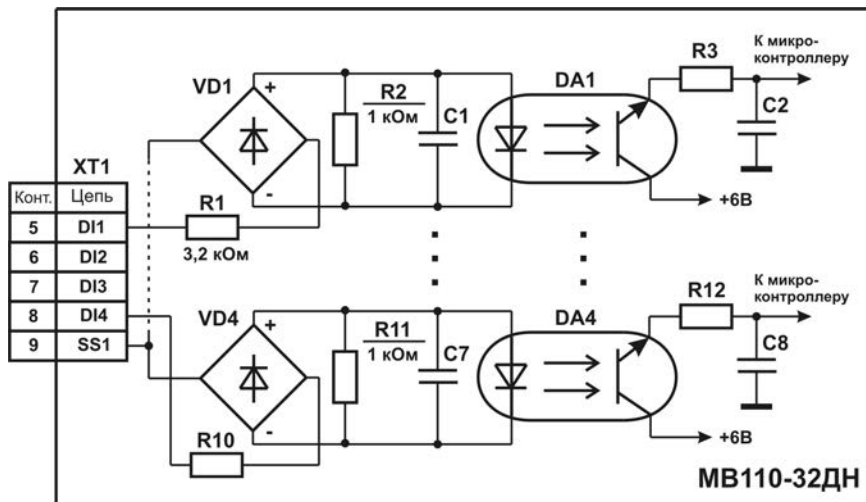 К микро-
контроллеру
R3
DA1
VD1
+
R2
1 кОм
C1
C2
XT1
Конт. Цепь
5 DI1
6 DI2
7 DI3
8 DI4
9 SS1
R1
3,2 кОм
-
+6В
К микро-
контроллеру
R12
DA4
VD4
+
R11
1 кОм
C7
C8
-
R10
+6В
МВ110-32ДН